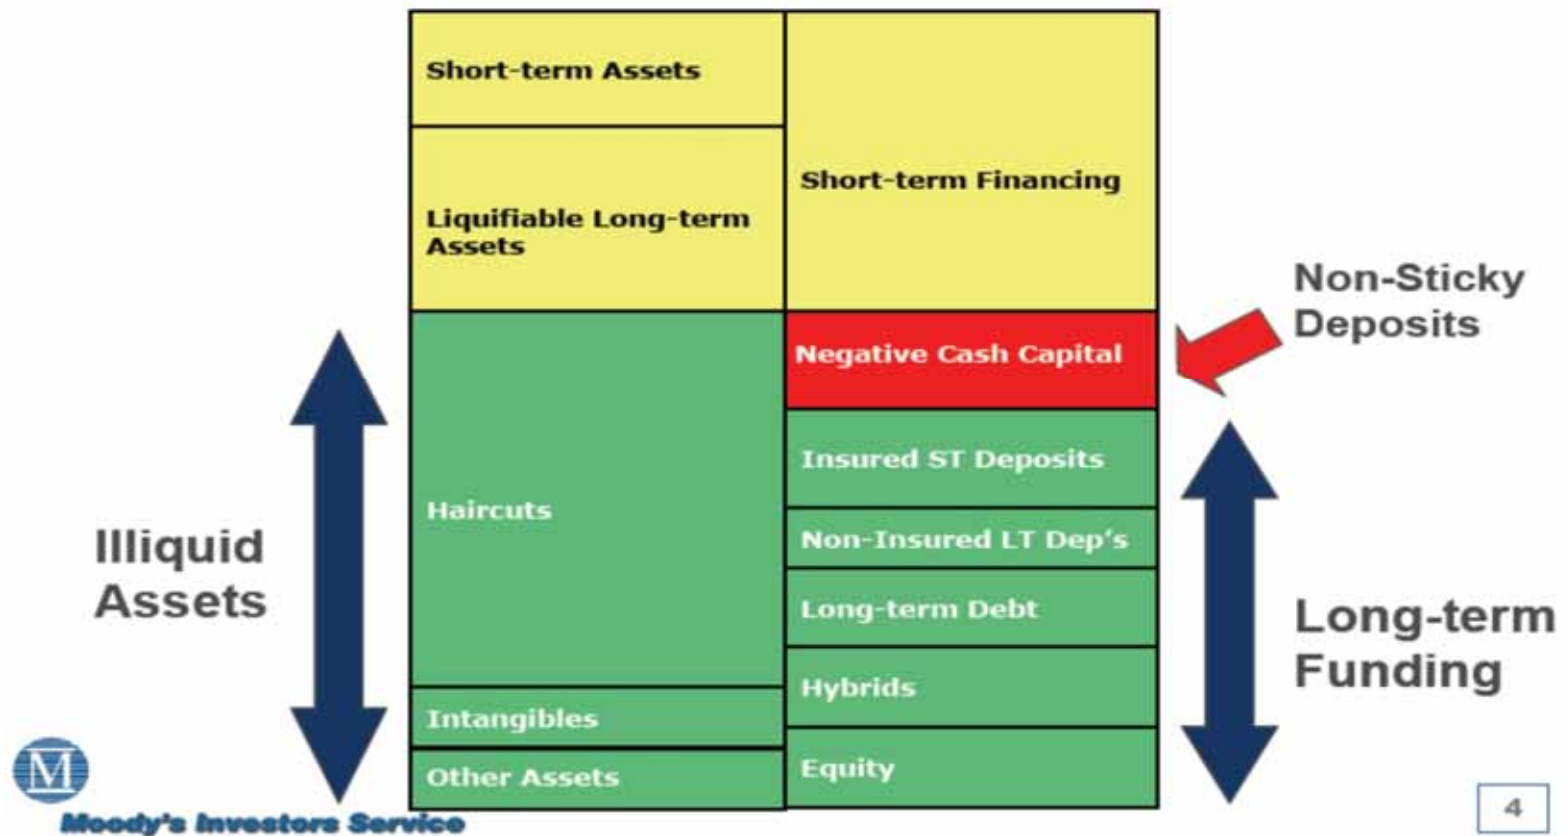 Short-term Assets
Liquifiable Long-term
Assets
Haircuts
Intangibles
Other Assets
Short-term Financing
Negative Cash Capital
Insured ST Deposits
Non-Insured LT Dep's
Long-term Debt
Hybrids
Equity
Illiquid
Assets
Non-Sticky
Deposits
Long-term
Funding
M
Moody's Investors Service
4